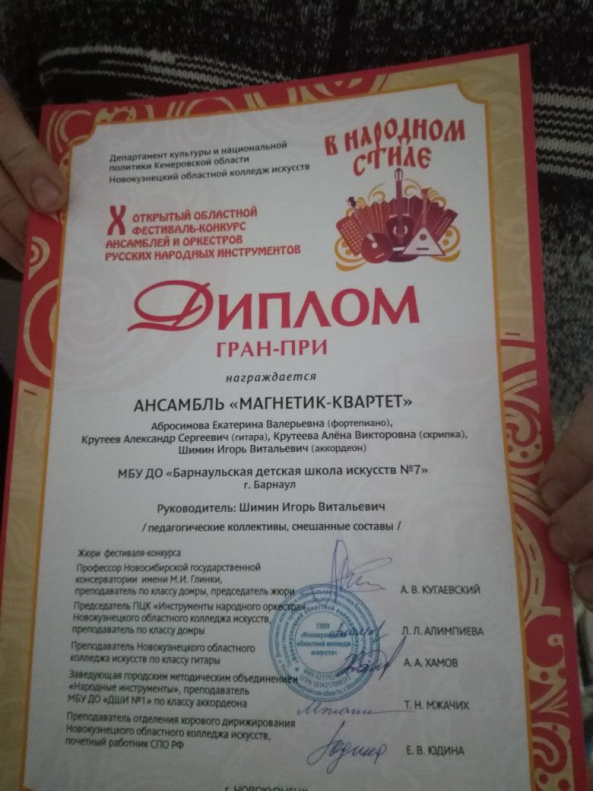 Департамент культуры и национальной
политики Кемеровской области
Новокузнецкий областной колледж искусств
В НАРОДНОМ
СТИЛЕ
X ОТКРЫТЫЙ ОБЛАСТНОЙ
ФЕСТИВАЛЬ-КОНКУРС
АНСАМБЛЕЙ И ОРКЕСТРОВ
РУССКИХ НАРОДНЫХ ИНСТРУМЕНТОВ
ДИПЛОМ
ГРАН-ПРИ
награждается
АНСАМБЛЬ «МАГНЕТИК-КВАРТЕТ»
Абросимова Екатерина Валерьевна (фортепиано),
Крутеев Александр Сергеевич (гитара), Крутеева Алёна Викторовна (скрипка),
Шимин Игорь Витальевич (аккордеон)
МБУ ДО «Барнаульская детская школа искусств №7»
г. Барнаул
Руководитель: Шимин Игорь Витальевич
/ педагогические коллективы, смешанные составы /
Жюри фестиваля-конкурса
Профессор Новосибирской государственной
консерватории имени М.И. Глинки,
преподаватель по классу домры, председатель жюри
А. В. КУГАЕВСКИЙ
Председатель ПЦК «Инструменты народного оркестра»
Новокузнецкого областного колледжа искусств,
преподаватель по классу домры
Л. Л. АЛИМПИЕВА
Преподаватель Новокузнецкого областного
колледжа искусств по классу гитары
А. А. ХАМОВ
Заведующая городским методическим объединением
«Народные инструменты», преподаватель
МБУ ДО «ДШИ №1» по классу аккордеона
Т. Н. МЖАЧИХ
Преподаватель отделения хорового дирижирования
Новокузнецкого областного колледжа искусств,
почетный работник СПО РФ
Е. В. ЮДИНА
«Новокузнецкий
областной колледж
искусств»
г. НОВОКУЗНЕЦК